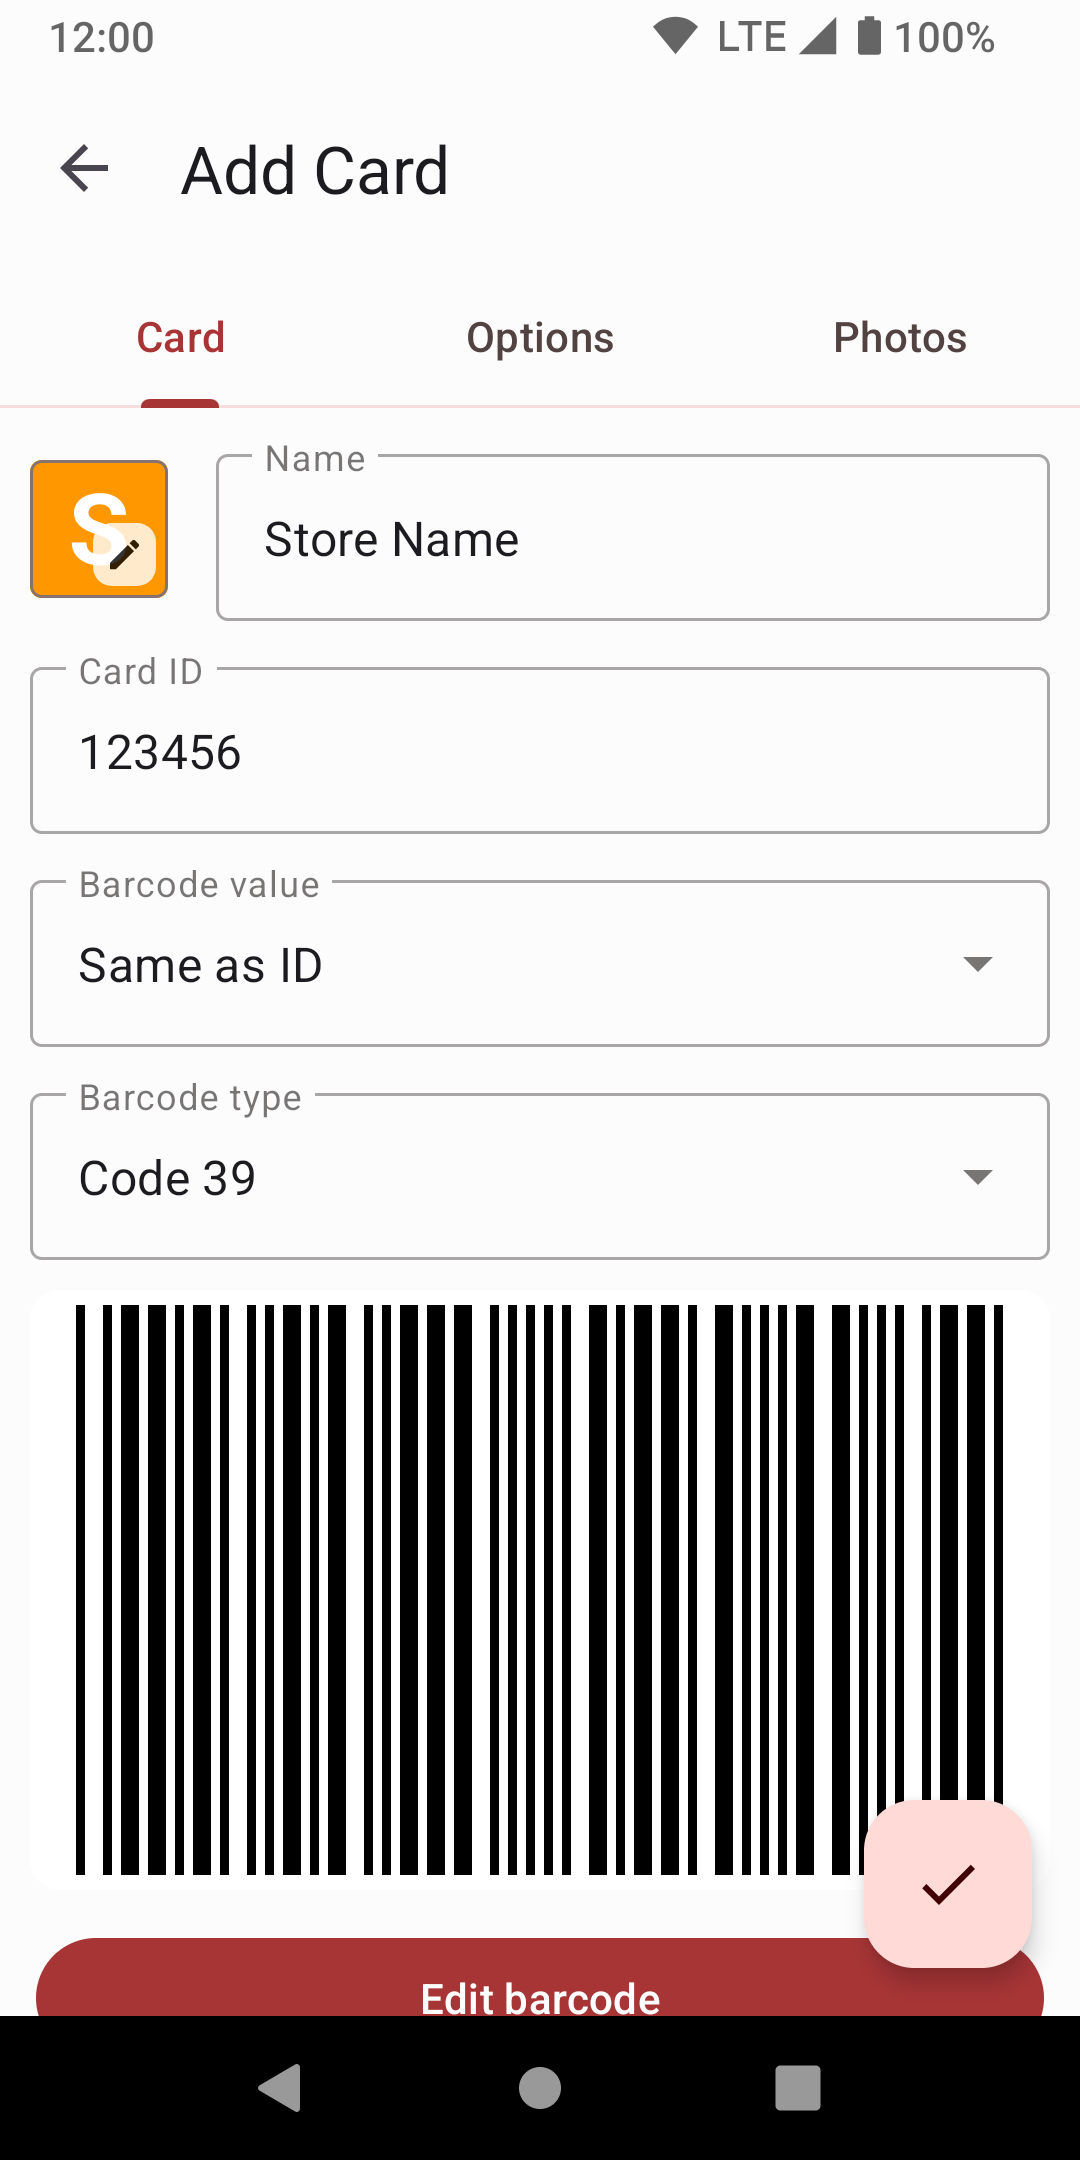 12:00 LTE 100%
Add Card
Card Options Photos
S
Name
Store Name
Card ID
123456
Barcode value
Same as ID
Barcode type
Code 39
Edit barcode